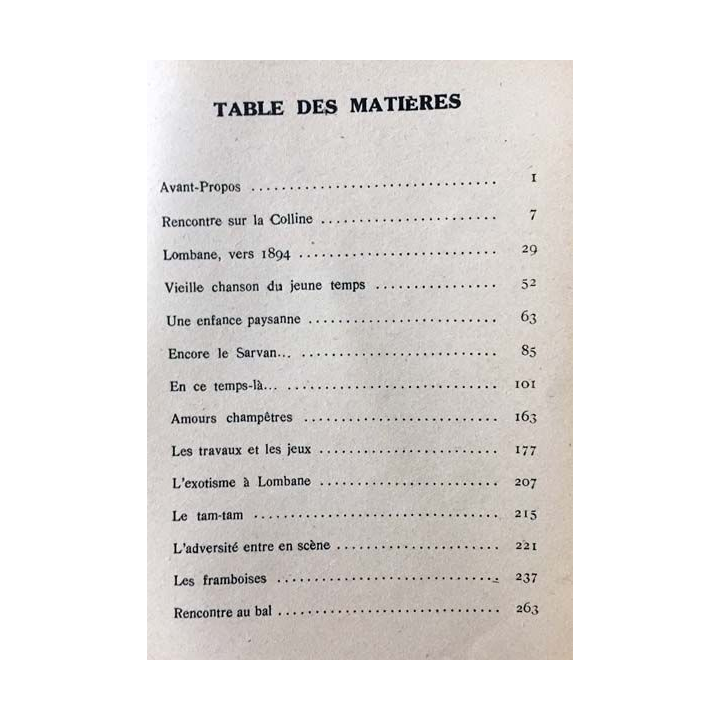 TABLE DES MATIÈRES
Avant-Propos ................................ 1
Rencontre sur la Colline ........................ 7
Lombane, vers 1894 .......................... 29
Vieille chanson du jeune temps ................ 52
Une enfance paysanne ......................... 63
Encore le Sarvan... .......................... 85
En ce temps-là... ............................ 101
Amours champêtres .......................... 163
Les travaux et les jeux ........................ 177
L'exotisme à Lombane ........................ 207
Le tam-tam ................................ 215
L'adversité entre en scène ...................... 221
Les framboises ............................. 237
Rencontre au bal ............................. 263